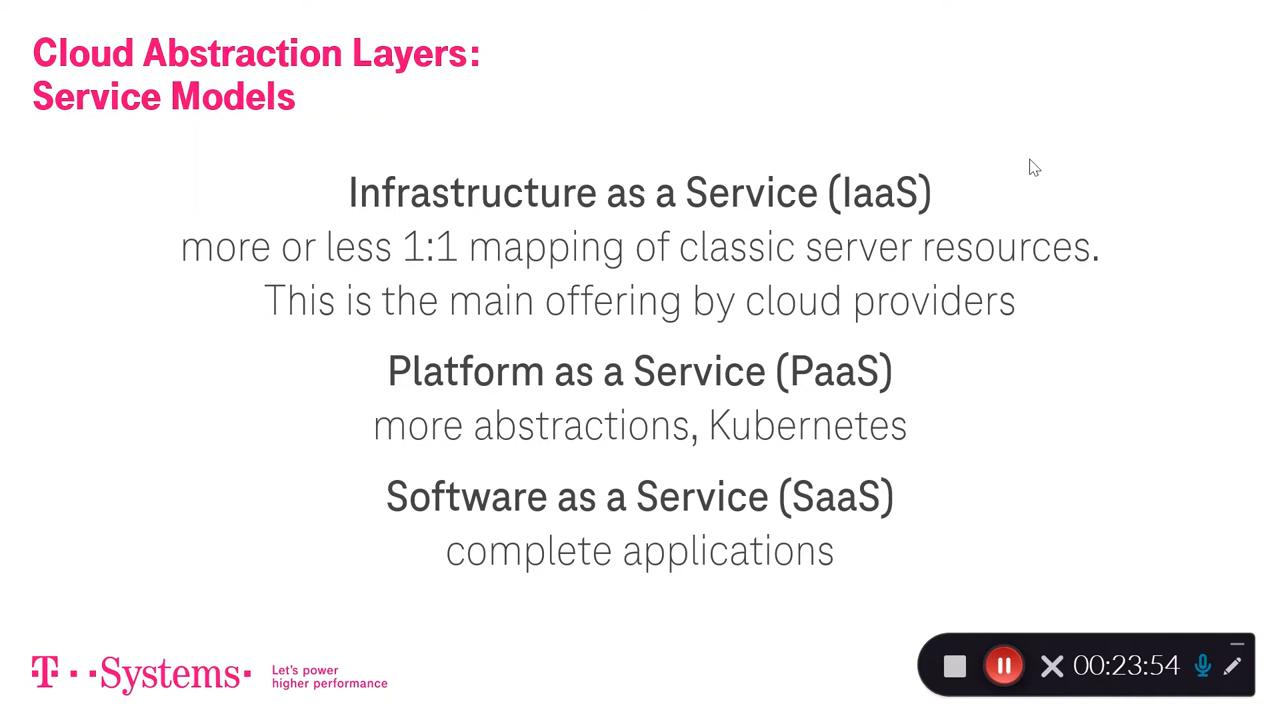 Cloud Abstraction Layers:
Service Models
Infrastructure as a Service (IaaS)
more or less 1:1 mapping of classic server resources.
This is the main offering by cloud providers
Platform as a Service (PaaS)
more abstractions, Kubernetes
Software as a Service (SaaS)
complete applications
T··Systems·
Let's power
higher performance
00:23:54